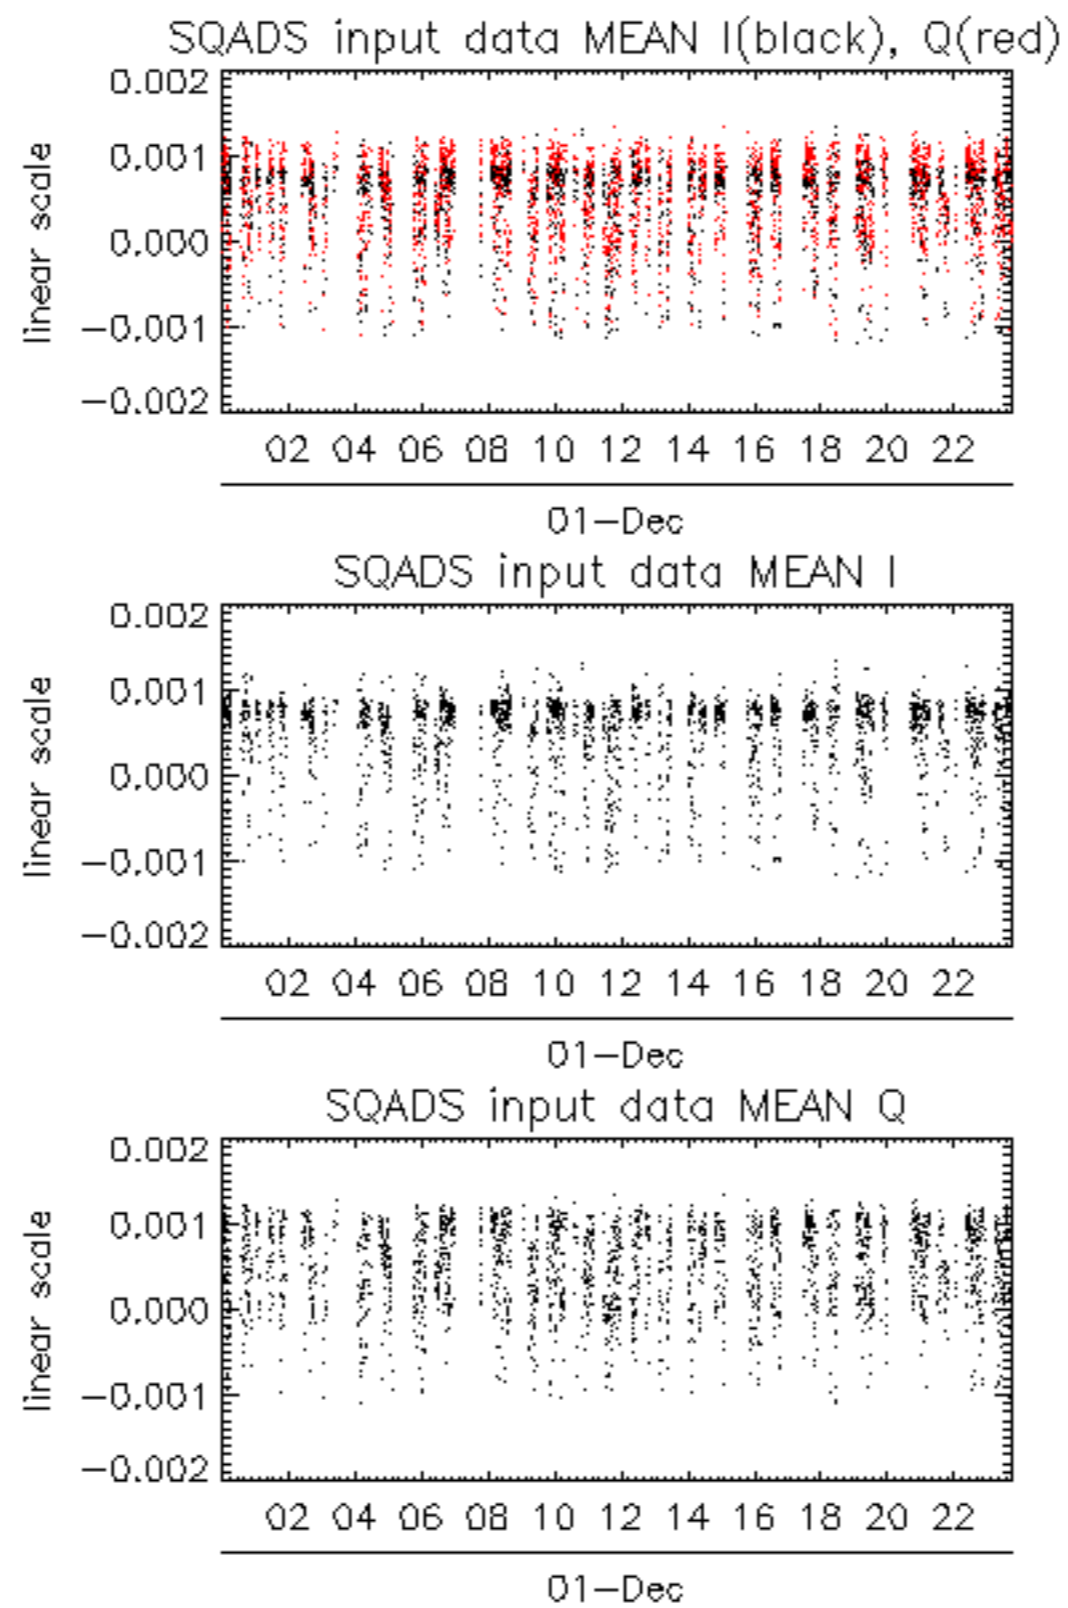 SQADS input data MEAN I(black), Q(red)
0.002
0.001
0.000
−0.001
−0.002
linear scale
02 04 06 08 10 12 14 16 18 20 22
01−Dec
SQADS input data MEAN I
0.002
0.001
0.000
−0.001
−0.002
linear scale
02 04 06 08 10 12 14 16 18 20 22
01−Dec
SQADS input data MEAN Q
0.002
0.001
0.000
−0.001
−0.002
linear scale
02 04 06 08 10 12 14 16 18 20 22
01−Dec